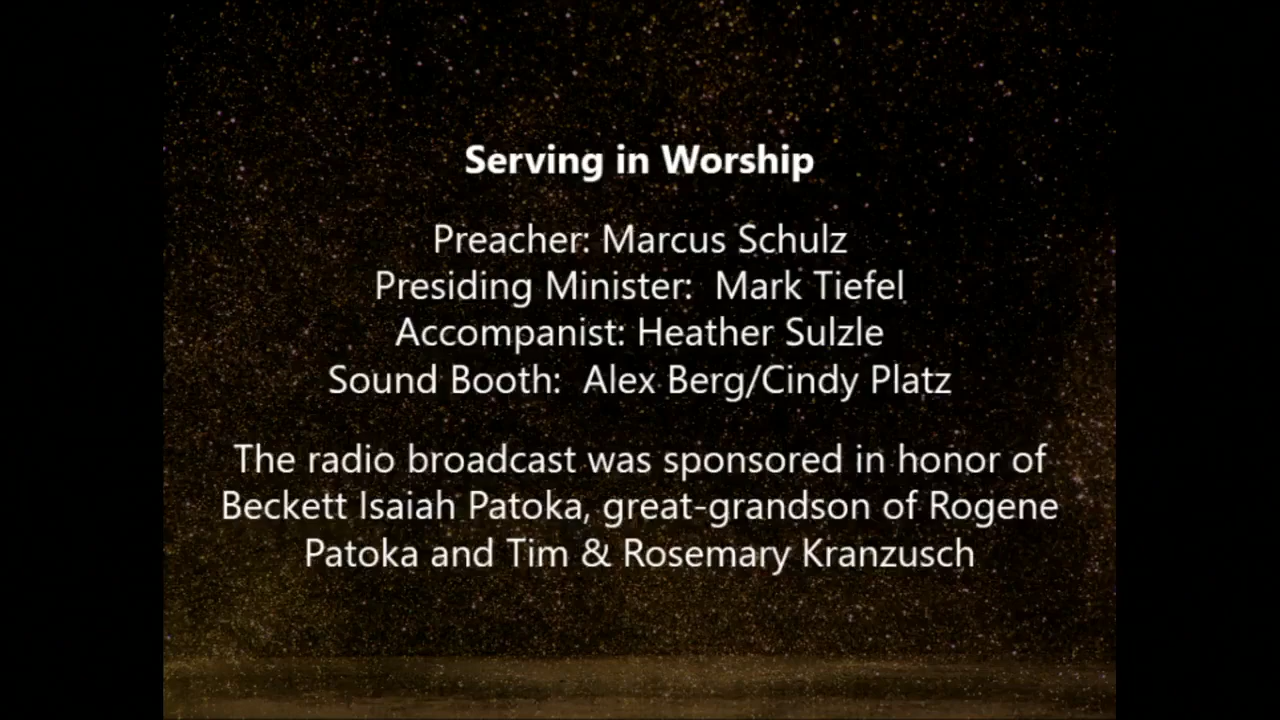 Serving in Worship
Preacher: Marcus Schulz
Presiding Minister:  Mark Tiefel
Accompanist: Heather Sulzle
Sound Booth:  Alex Berg/Cindy Platz
The radio broadcast was sponsored in honor of
Beckett Isaiah Patoka, great-grandson of Rogene
Patoka and Tim & Rosemary Kranzusch